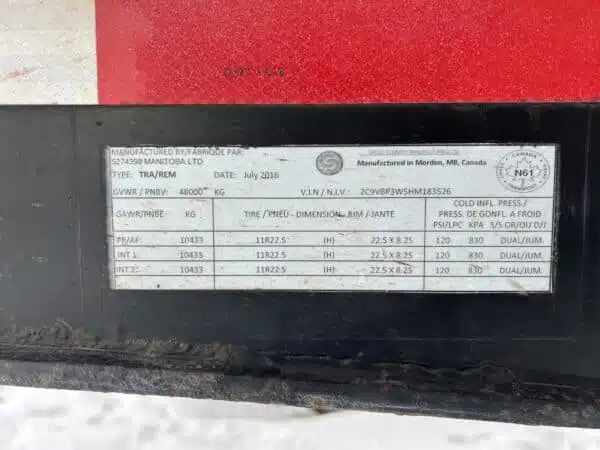 MANUFACTURED BY/FABRIQUE PAR:
5274398 MANITOBA LTD
Manufactured in Morden, MB, Canada
TYPE: TRA/REM DATE: July 2016
GVWR / PNBV: 48000 KG V.I.N / N.I.V.: 2C9VBP3WSHM183526
CANADA
N61
TRANSPORT
GAWR/PNBE KG TIRE / PNEU - DIMENSION - RIM / JANTE COLD INFL. PRESS /
PRESS. DE GONFL. A FROID
PSI/LPC KPA S/S OR/OU D/J
FR/AF: 10433 11R22.5 (H) 22.5 X 8.25 120 830 DUAL/JUM.
INT 1: 10433 11R22.5 (H) 22.5 X 8.25 120 830 DUAL/JUM.
INT 2: 10433 11R22.5 (H) 22.5 X 8.25 120 830 DUAL/JUM.